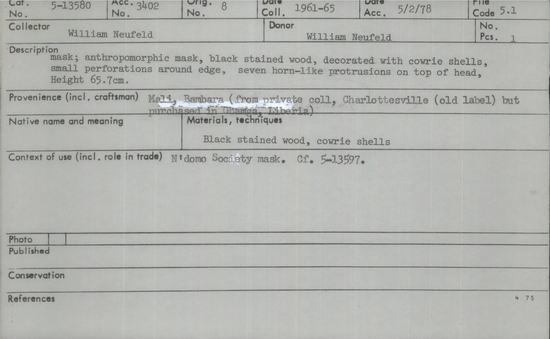 Cat. No. 5-13580 Acc. No. 3402 Orig. No. 8 Date Coll. 1961-65 Date Acc. 5/2/78 File Code 5.1
Collector William Neufeld Donor William Neufeld No. Pcs. 1
Description
mask; anthropomorphic mask, black stained wood, decorated with cowrie shells,
small perforations around edge, seven horn-like protrusions on top of head,
Height 65.7cm.
Provenience (incl. craftsman) Mali, Bambara (from private coll, Charlottesville (old label) but
purchased in Liberia)
Native name and meaning Materials, techniques
Black stained wood, cowrie shells
Context of use (incl. role in trade) N'domo Society mask. Cf. 5-13597.
Photo
Published
Conservation
References
4 75